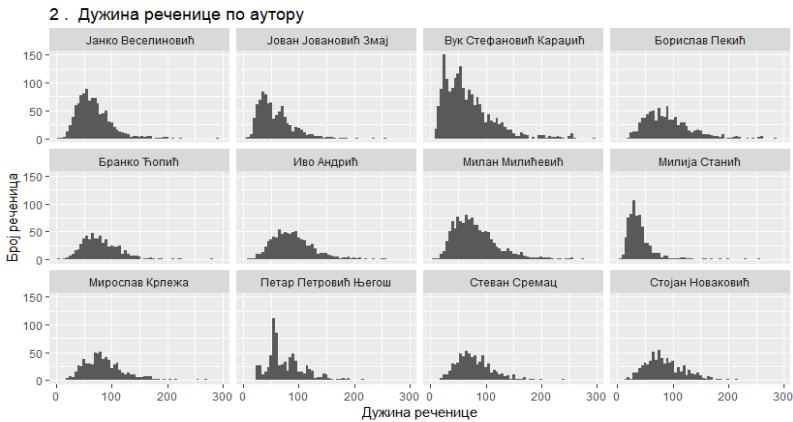 2 .  Дужина реченице по аутору
Јанко Веселиновић
Јован Јовановић Змај
Вук Стефановић Караџић
Борислав Пекић
150
100
50
0
Бранко Ћопић
Иво Андрић
Милан Милићевић
Милија Станић
150
100
50
0
Број реченица
Мирослав Крлежа
Петар Петровић Његош
Стеван Сремац
Стојан Новаковић
150
100
50
0
0 100 200 300
0 100 200 300
0 100 200 300
0 100 200 300
Дужина реченице